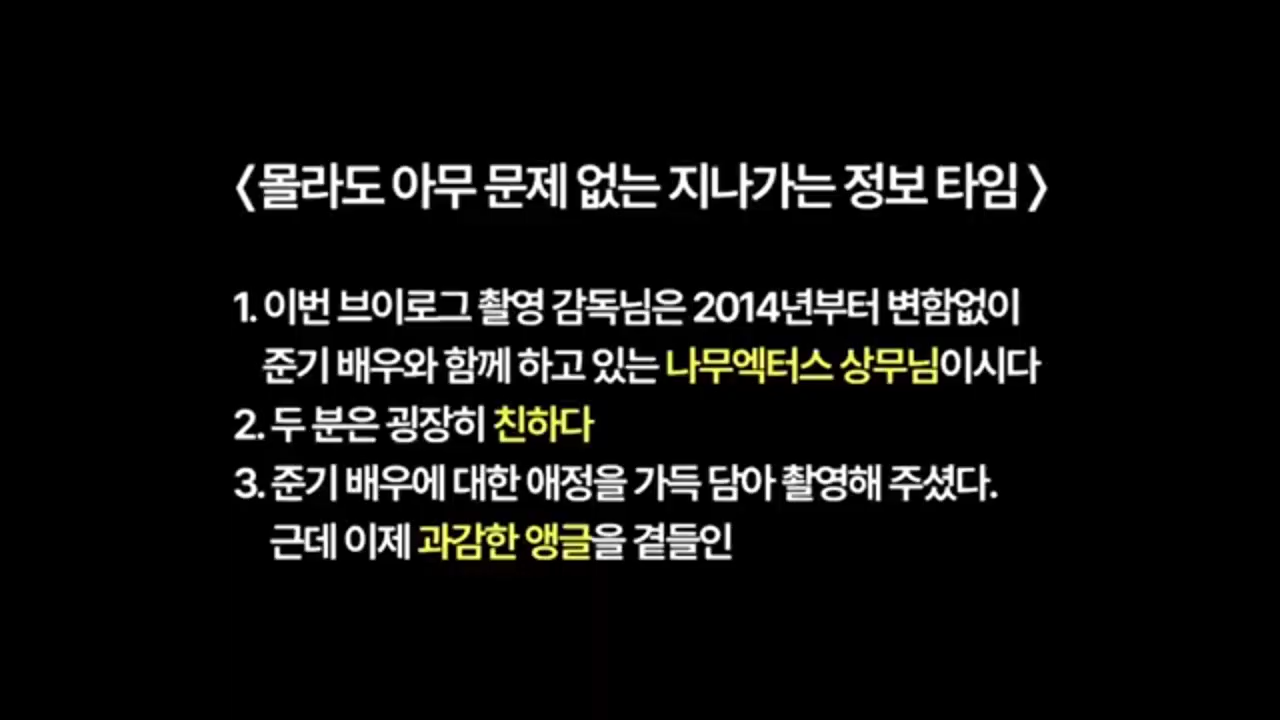 〈몰라도 아무 문제 없는 지나가는 정보 타임〉
1. 이번 브이로그 촬영 감독님은 2014년부터 변함없이
준기 배우와 함께 하고 있는 나무엑터스 상무님이시다
2. 두 분은 굉장히 친하다
3. 준기 배우에 대한 애정을 가득 담아 촬영해 주셨다.
근데 이제 과감한 앵글을 곁들인